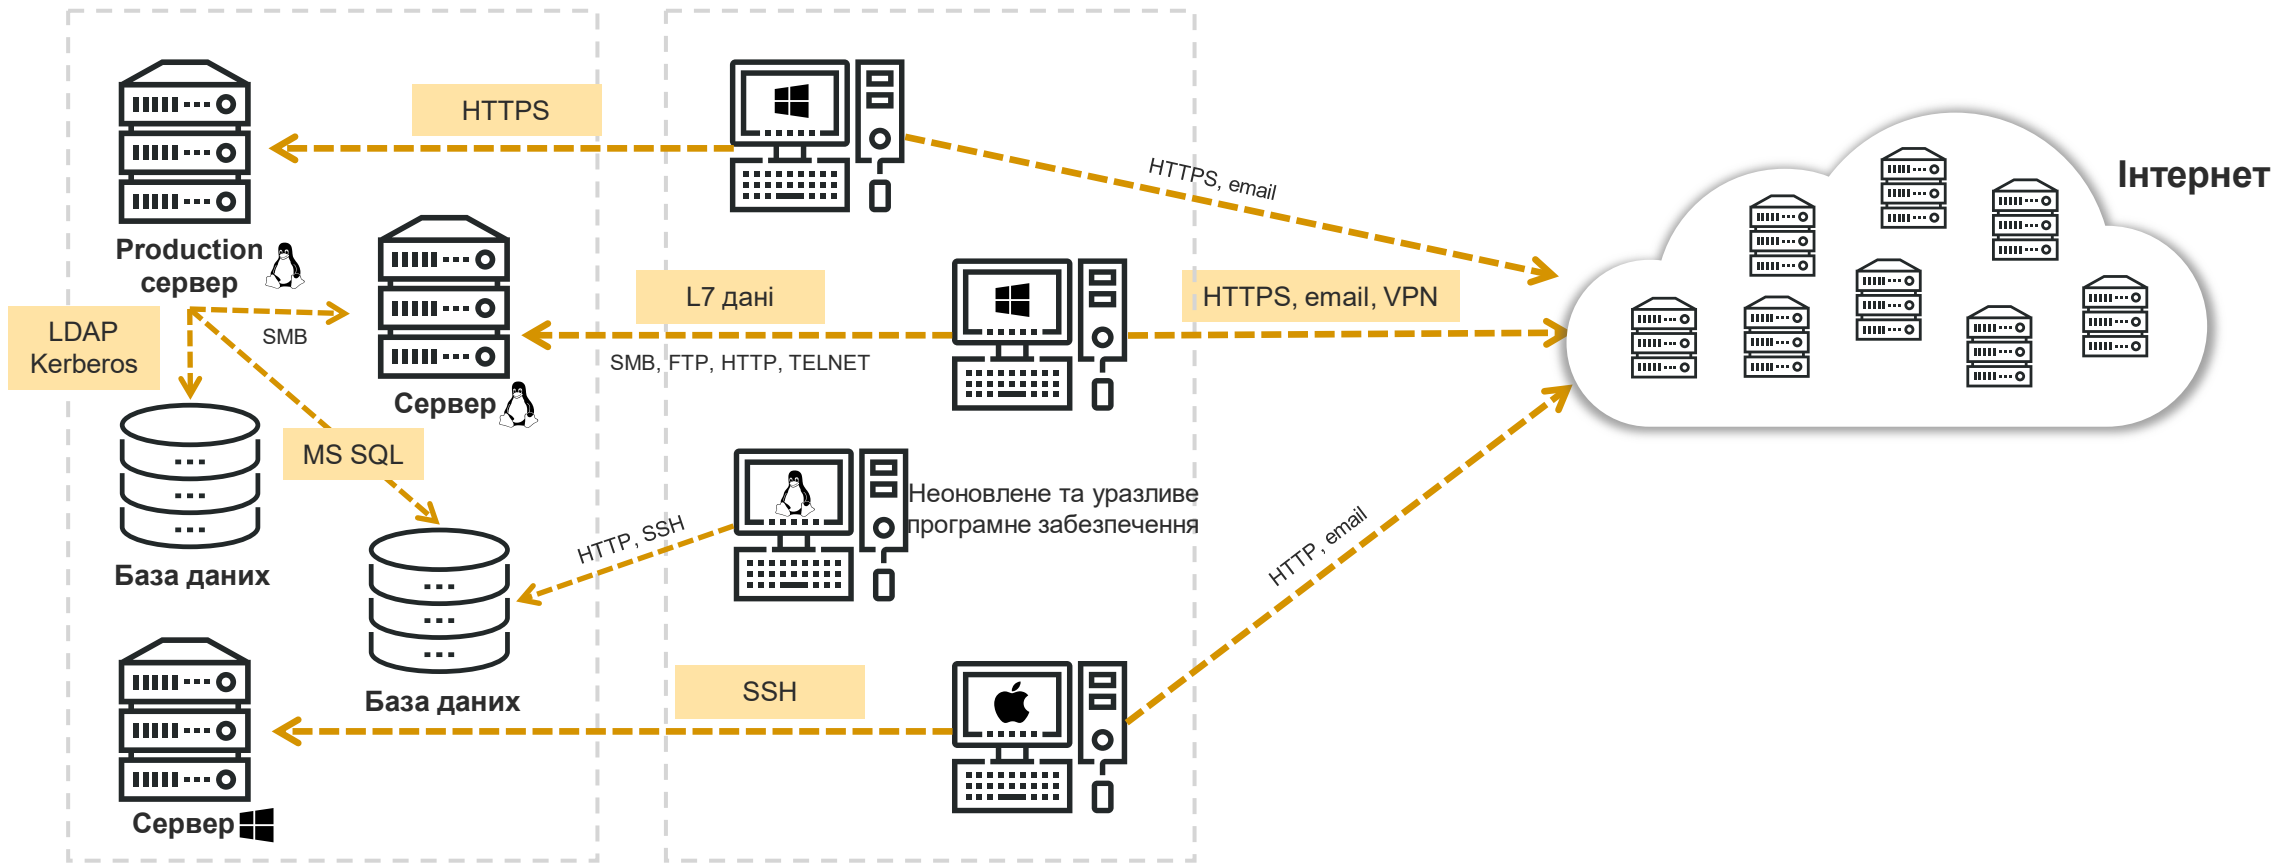 HTTPS
HTTPS, email
Інтернет
Production
сервер
LDAP
Kerberos
SMB
L7 дані
HTTPS, email, VPN
SMB, FTP, HTTP, TELNET
Сервер
MS SQL
Неоновлене та уразливе
програмне забезпечення
HTTP, SSH
HTTP, email
База даних
База даних
SSH
Сервер